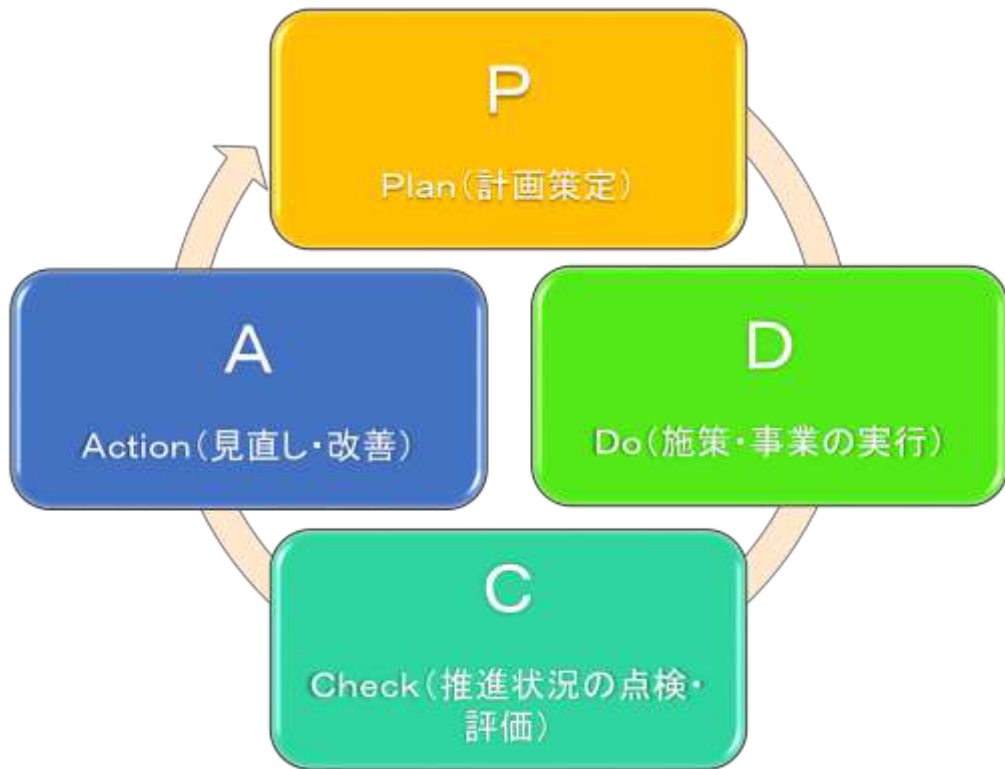 P
Plan(計画策定)
D
Do(施策・事業の実行)
C
Check(推進状況の点検・
評価)
A
Action(見直し・改善)